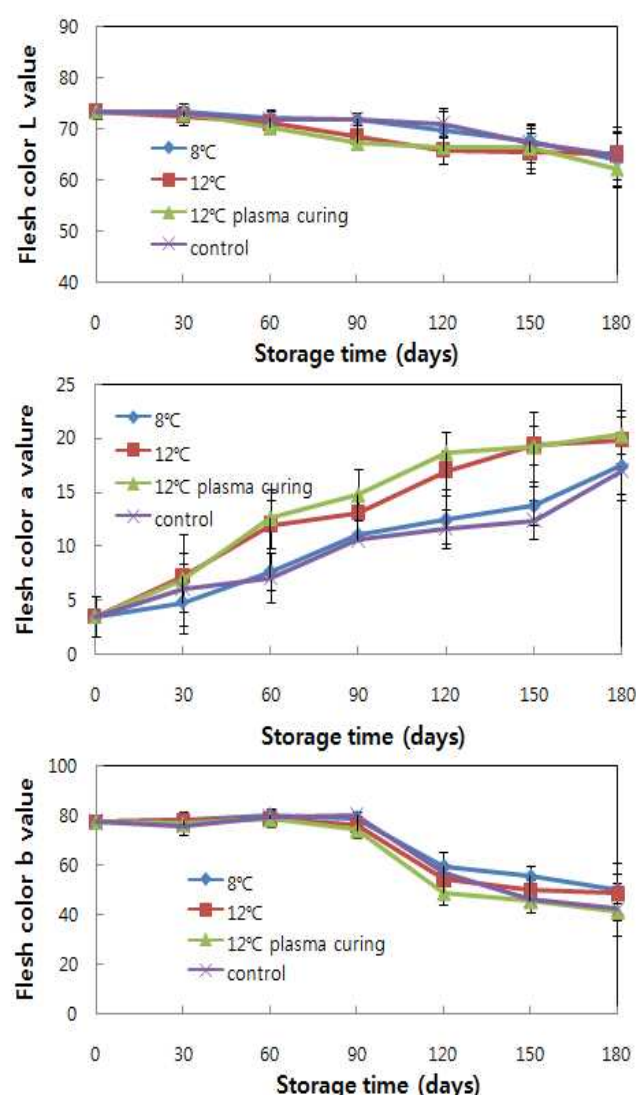 Flesh color L value
90
80
70
60
50
40
8℃
12℃
12℃ plasma curing
control
0 30 60 90 120 150 180
Storage time (days)
Flesh color a valure
25
20
15
10
5
0
8℃
12℃
12℃ plasma curing
control
0 30 60 90 120 150 180
Storage time (days)
Flesh color b value
100
80
60
40
20
0
8℃
12℃
12℃ plasma curing
control
0 30 60 90 120 150 180
Storage time (days)